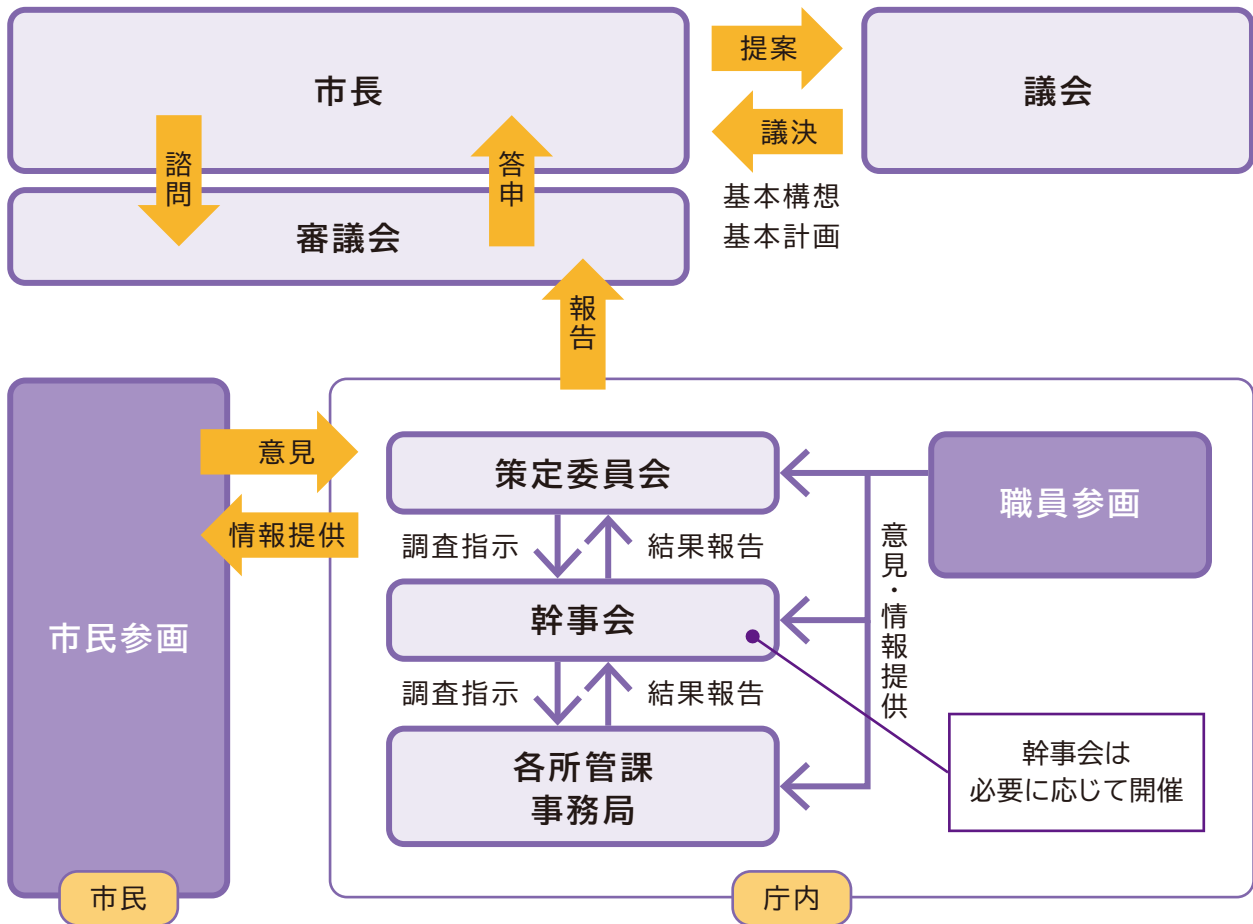 市長
提案
議会
議決
諮問
答申
基本構想
基本計画
審議会
報告
意見
情報提供
市民参画
策定委員会
職員参画
調査指示
結果報告
意見・情報提供
幹事会
調査指示
結果報告
各所管課
事務局
幹事会は
必要に応じて開催
市民
庁内